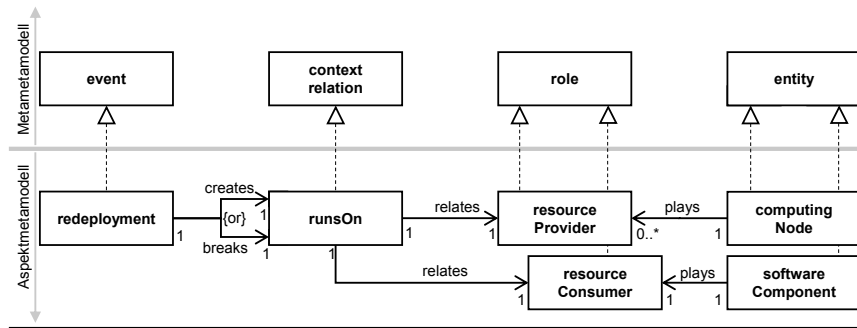 Metametamodell
event
context
relation
role
entity
Aspektmetamodell
redeployment
1
creates
{or}
breaks
1
1
runsOn
1
relates
1
resource
Provider
0..*
plays
1
computing
Node
1
relates
1
resource
Consumer
1
plays
1
software
Component